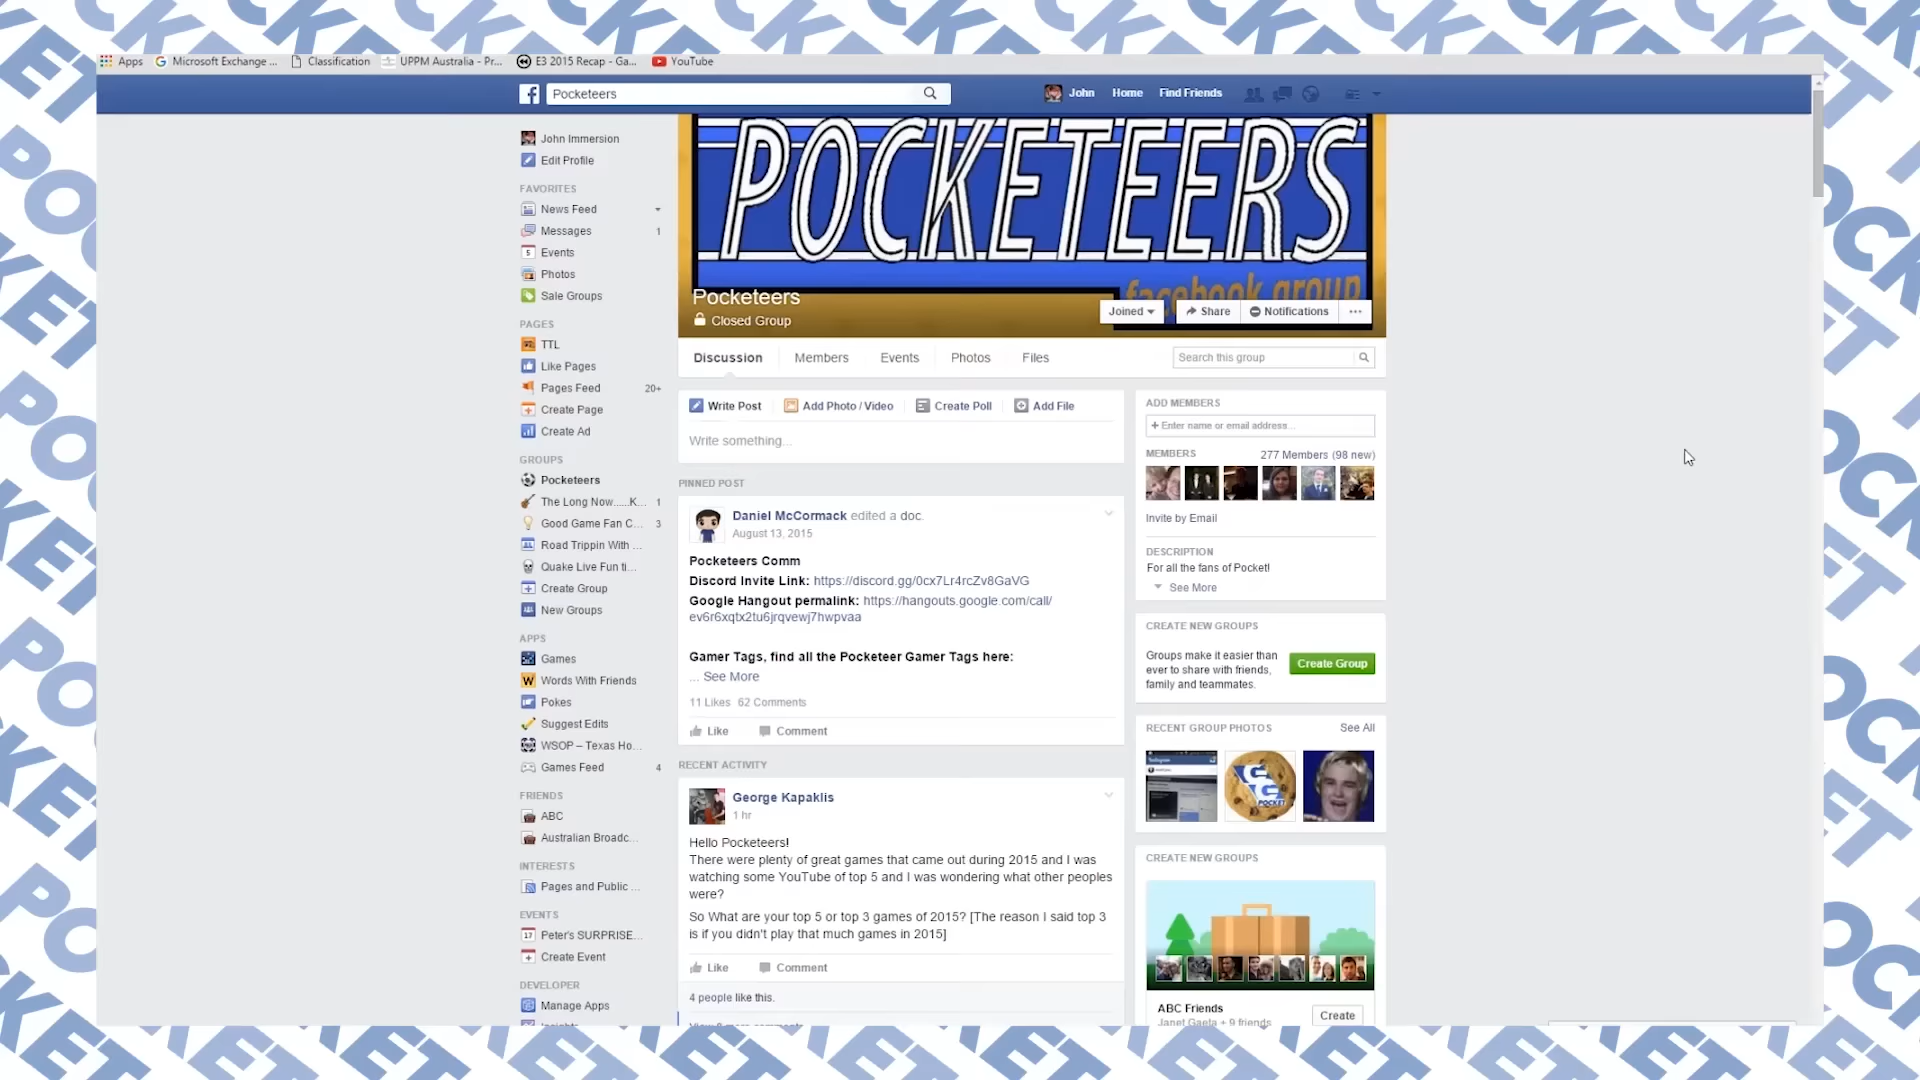 Apps
Microsoft Exchange ...
Classification
UPPM Australia - Pr...
E3 2015 Recap - Ga...
YouTube
Pocketeers
John
Home
Find Friends
John Immersion
Edit Profile
FAVORITES
News Feed
Messages 1
Events
Photos
Sale Groups
PAGES
TTL
Like Pages
Pages Feed 20+
Create Page
Create Ad
GROUPS
Pocketeers
The Long Now.....K... 1
Good Game Fan C... 3
Road Trippin With ...
Quake Live Fun ti...
Create Group
New Groups
APPS
Games
Words With Friends
Pokes
Suggest Edits
WSOP – Texas Ho...
Games Feed 4
FRIENDS
ABC
Australian Broadc...
INTERESTS
Pages and Public ...
EVENTS
Peter's SURPRISE...
Create Event
DEVELOPER
Manage Apps
Insights
POCKETEERS
facebook group
Pocketeers
Closed Group
Joined
Share
Notifications
...
Discussion
Members
Events
Photos
Files
Search this group
Write Post
Add Photo / Video
Create Poll
Add File
Write something...
PINNED POST
Daniel McCormack edited a doc.
August 13, 2015
Pocketeers Comm
Discord Invite Link: https://discord.gg/0cx7Lr4rcZv8GaVG
Google Hangout permalink: https://hangouts.google.com/call/
ev6r6xqtx2tu6jrqvewj7hwpvaa
Gamer Tags, find all the Pocketeer Gamer Tags here:
... See More
11 Likes 62 Comments
Like
Comment
RECENT ACTIVITY
George Kapaklis
1 hr
Hello Pocketeers!
There were plenty of great games that came out during 2015 and I was
watching some YouTube of top 5 and I was wondering what other peoples
were?
So What are your top 5 or top 3 games of 2015? [The reason I said top 3
is if you didn't play that much games in 2015]
Like
Comment
4 people like this.
ADD MEMBERS
+ Enter name or email address...
MEMBERS
277 Members (98 new)
Invite by Email
DESCRIPTION
For all the fans of Pocket!
See More
CREATE NEW GROUPS
Groups make it easier than
ever to share with friends,
family and teammates.
Create Group
RECENT GROUP PHOTOS
See All
POCKET
CREATE NEW GROUPS
ABC Friends
Janet Gaeta + 9 friends
Create
POCKET